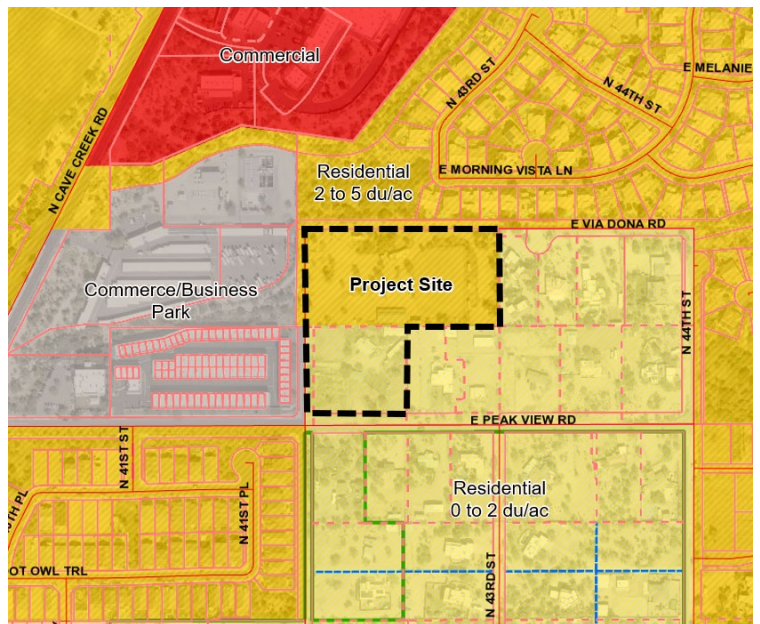 Commercial
N CAVE CREEK RD
N 43RD ST
N 44TH ST
E MELANIE
Residential
2 to 5 du/ac
E MORNING VISTA LN
E VIA DONA RD
Project Site
Commerce/Business
Park
N 44TH ST
E PEAK VIEW RD
N 41ST ST
N 41ST PL
Residential
0 to 2 du/ac
TH PL
OT OWL TRL
N 43RD ST